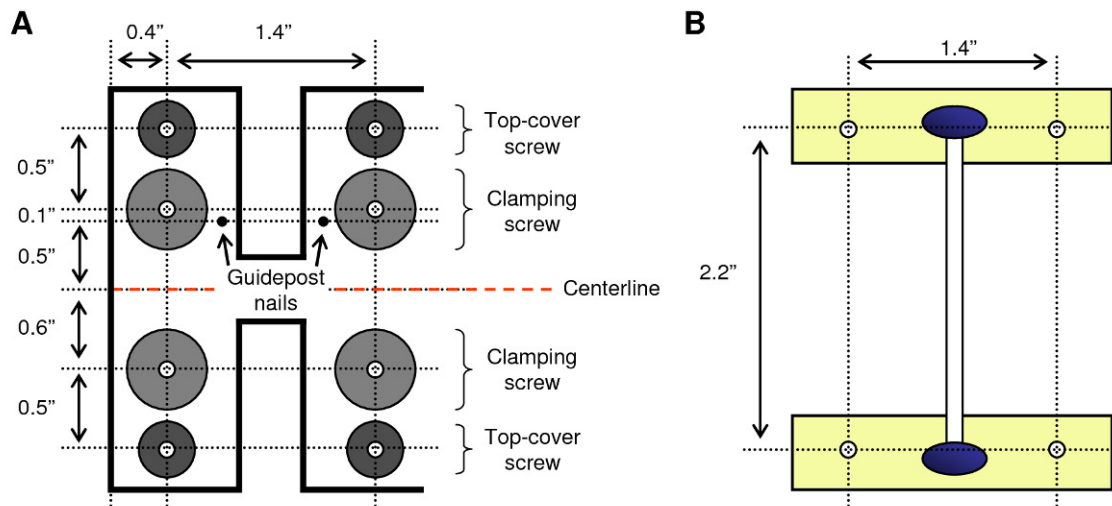 A
0.4”
1.4”
Top-cover
screw
0.5”
Clamping
screw
0.1”
0.5”
Guidepost
nails
Centerline
0.6”
Clamping
screw
0.5”
Top-cover
screw
B
1.4”
2.2”